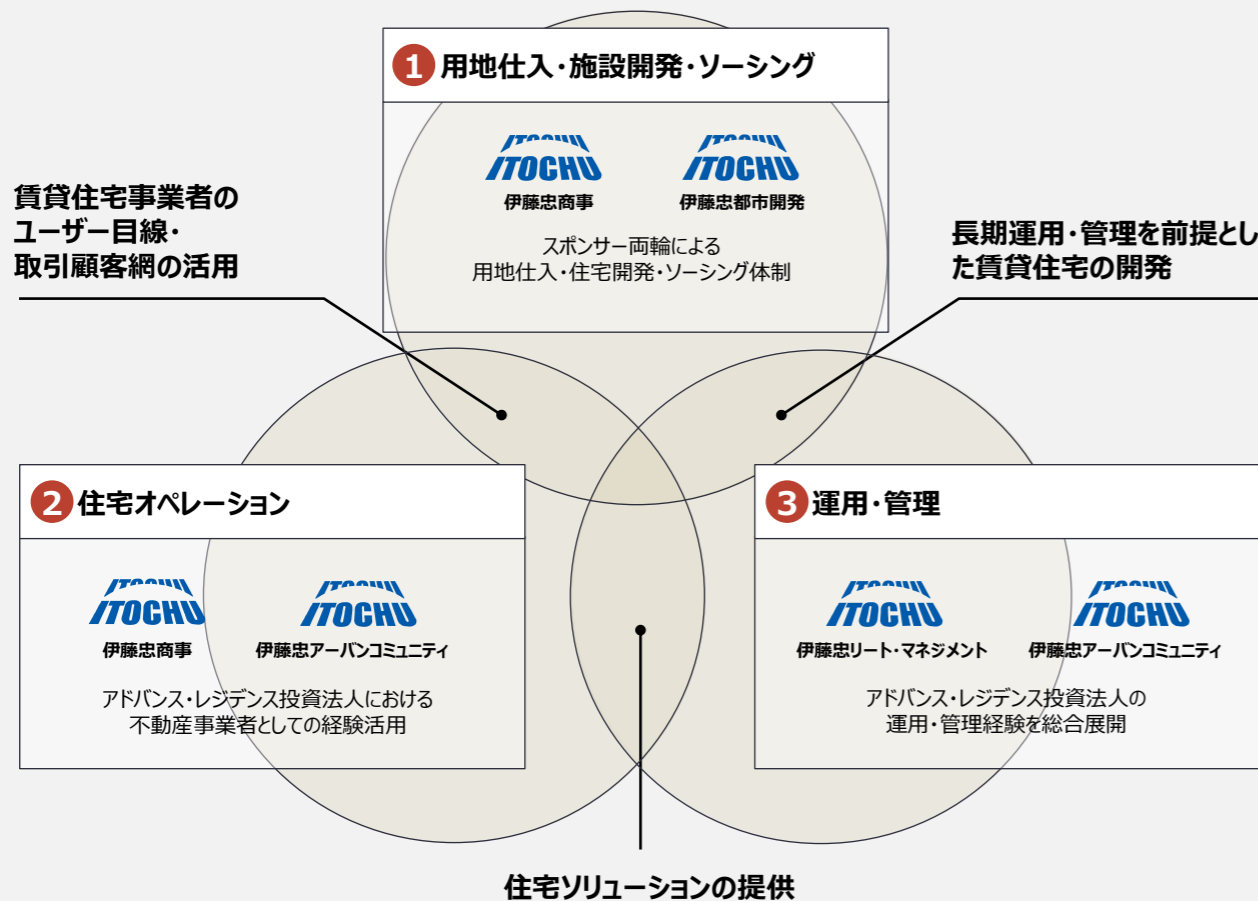 1 用地仕入・施設開発・ソーシング
ITOCHU ITOCHU
ITOCHU ITOCHU
伊藤忠商事 伊藤忠都市開発
スポンサー両輪による
用地仕入・住宅開発・ソーシング体制
賃貸住宅事業者の
ユーザー目線・
取引顧客網の活用
長期運用・管理を前提とし
た賃貸住宅の開発
2 住宅オペレーション
ITOCHU ITOCHU
ITOCHU ITOCHU
伊藤忠商事 伊藤忠アーバンコミュニティ
アドバンス・レジデンス投資法人における
不動産事業者としての経験活用
3 運用・管理
ITOCHU ITOCHU
ITOCHU ITOCHU
伊藤忠リート・マネジメント 伊藤忠アーバンコミュニティ
アドバンス・レジデンス投資法人の
運用・管理経験を総合展開
住宅ソリューションの提供